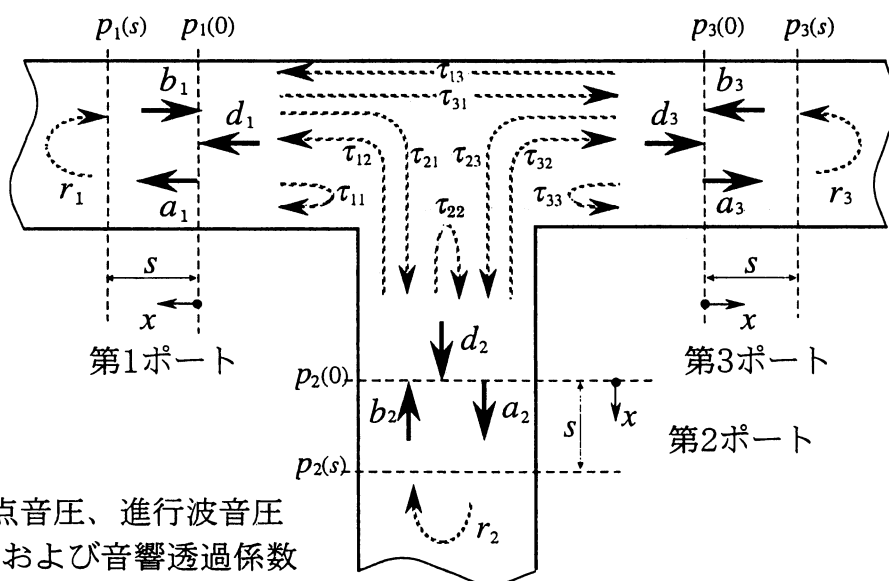 p₁(s) p₁(0) p₃(0) p₃(s)
τ₁₃
b₁ τ₃₁ b₃
d₁ d₃
τ₁₂ τ₂₁ τ₂₃ τ₃₂
r₁ a₁ τ₁₁ τ₂₂ τ₃₃ a₃ r₃
s s
x x
第1ポート d₂ 第3ポート
p₂(0)
b₂ a₂ s x
第2ポート
p₂(s)
点音圧、進行波音圧
r₂
および音響透過係数